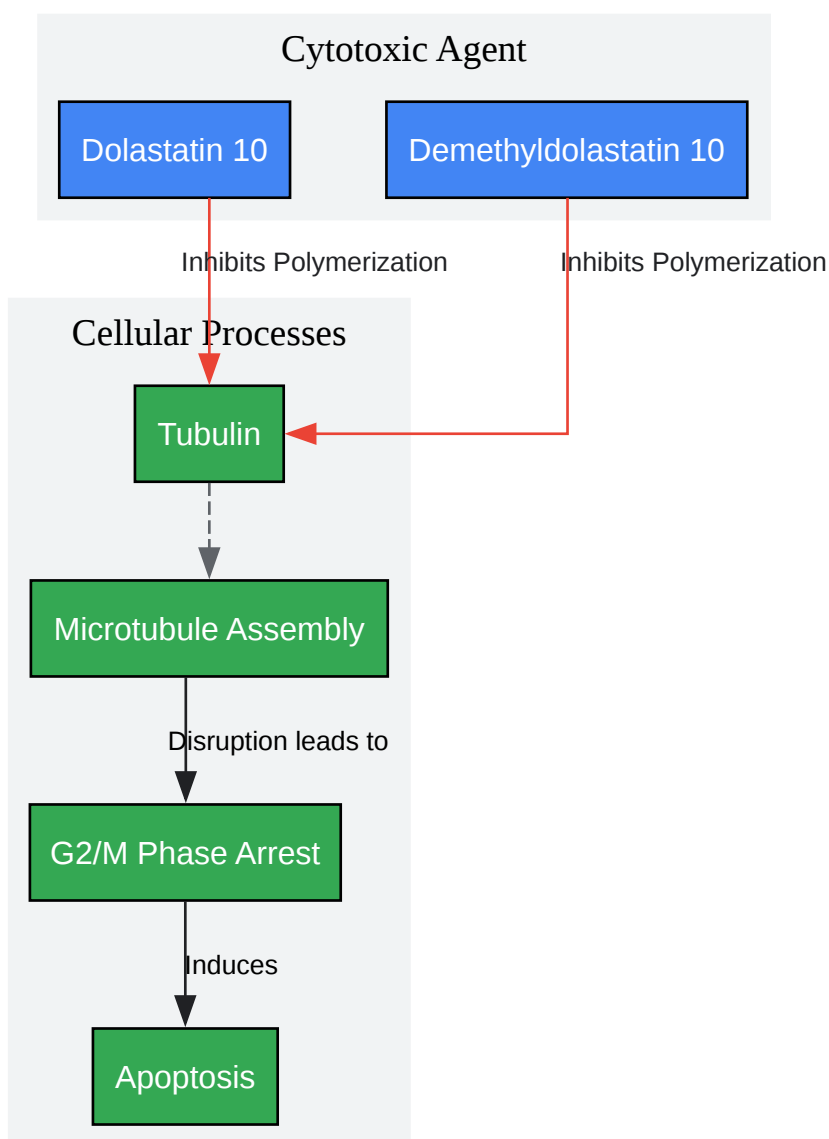 Cytotoxic Agent
Dolastatin 10
Demethyldolastatin 10
Inhibits Polymerization
Inhibits Polymerization
Cellular Processes
Tubulin
Microtubule Assembly
Disruption leads to
G2/M Phase Arrest
Induces
Apoptosis